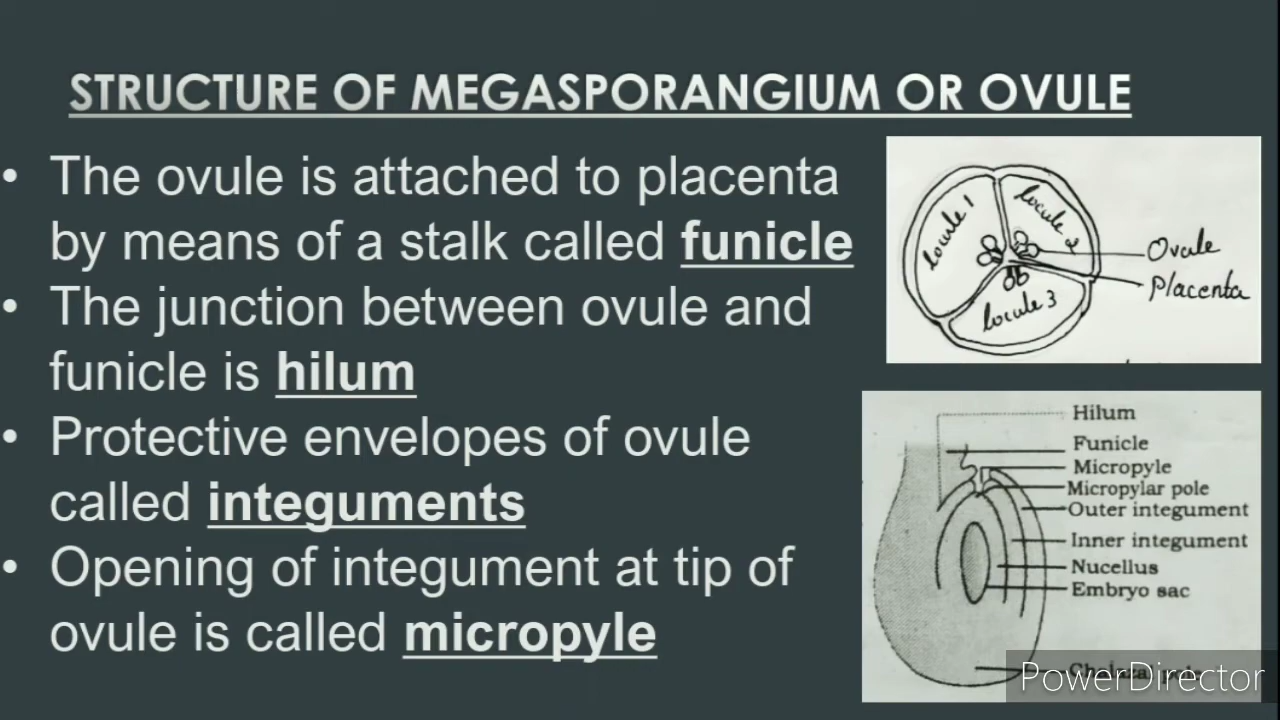 STRUCTURE OF MEGASPORANGIUM OR OVULE
• The ovule is attached to placenta
by means of a stalk called funicle
• The junction between ovule and
funicle is hilum
• Protective envelopes of ovule
called integuments
• Opening of integument at tip of
ovule is called micropyle
locule 1
locule 2
locule 3
Ovule
Placenta
Hilum
Funicle
Micropyle
Micropylar pole
Outer integument
Inner integument
Nucellus
Embryo sac
Chalazal pole
PowerDirector